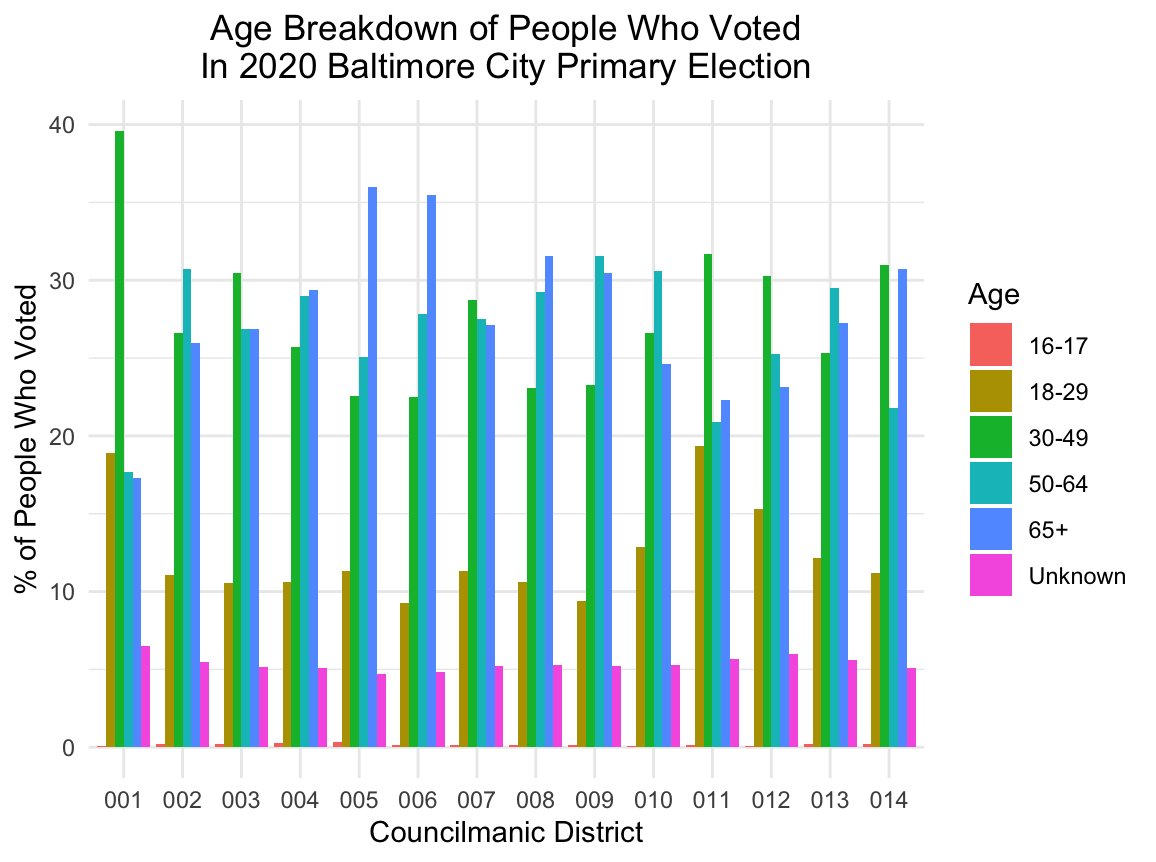 Age Breakdown of People Who Voted
In 2020 Baltimore City Primary Election
% of People Who Voted
40
30
20
10
0
001 002 003 004 005 006 007 008 009 010 011 012 013 014
Councilmanic District
Age
16-17
18-29
30-49
50-64
65+
Unknown